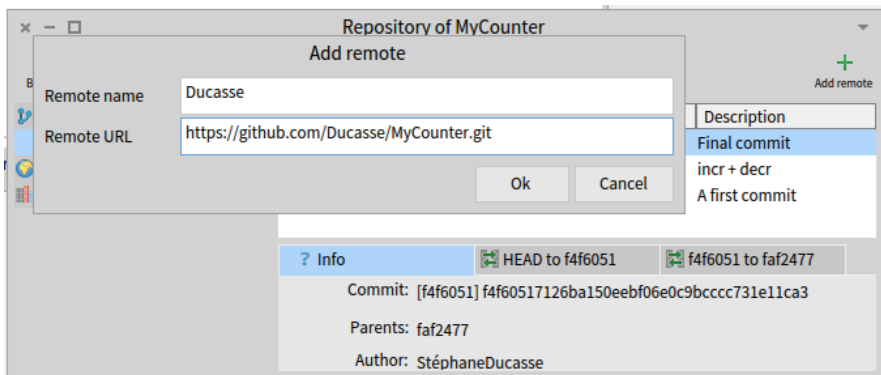 Repository of MyCounter
Add remote
Add remote
Remote name
Ducasse
Remote URL
https://github.com/Ducasse/MyCounter.git
Ok
Cancel
Description
Final commit
incr + decr
A first commit
? Info
HEAD to f4f6051
f4f6051 to faf2477
Commit: [f4f6051] f4f60517126ba150eebf06e0c9bcccc731e11ca3
Parents: faf2477
Author: StéphaneDucasse